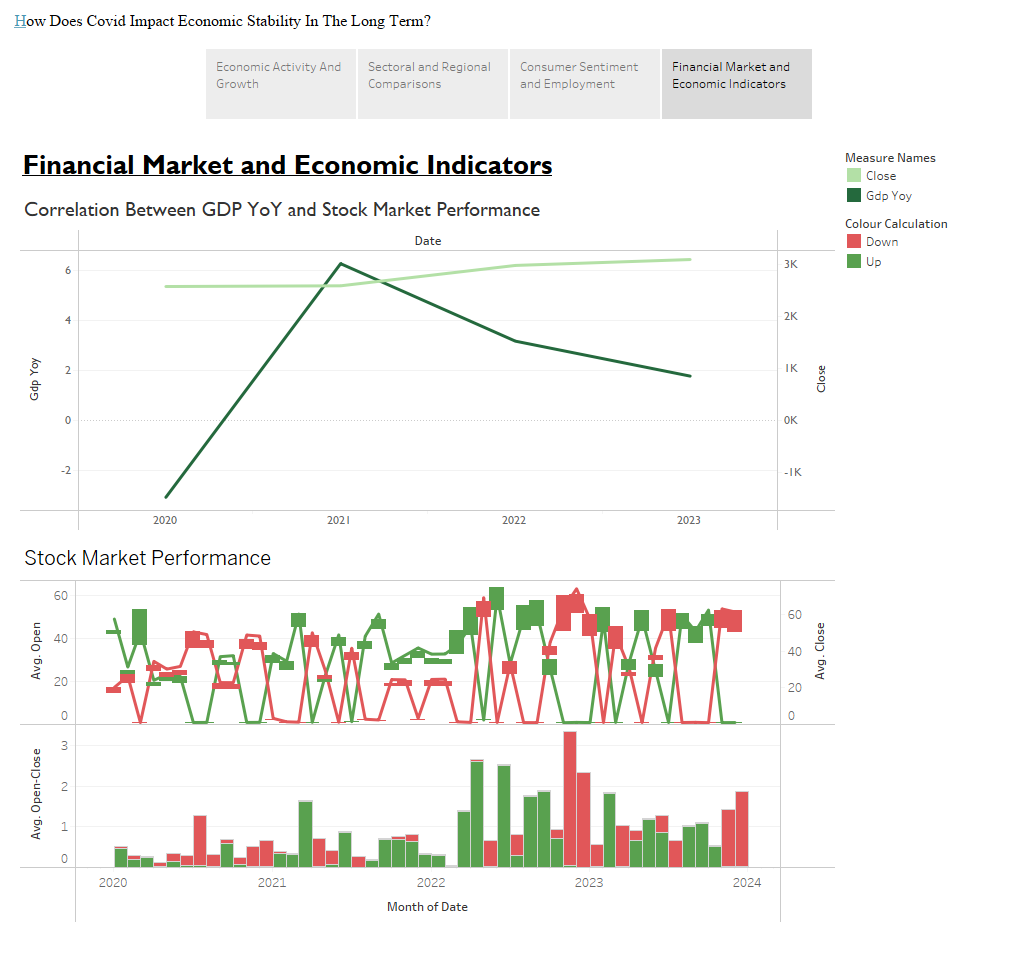 How Does Covid Impact Economic Stability In The Long Term?
Economic Activity And
Growth
Sectoral and Regional
Comparisons
Consumer Sentiment
and Employment
Financial Market and
Economic Indicators
Financial Market and Economic Indicators
Measure Names
Close
Gdp Yoy
Colour Calculation
Down
Up
Correlation Between GDP YoY and Stock Market Performance
Date
6
4
2
0
-2
Gdp Yoy
3K
2K
1K
0K
-1K
Close
2020
2021
2022
2023
Stock Market Performance
60
40
20
0
Avg. Open
60
40
20
0
Avg. Close
3
2
1
0
Avg. Open-Close
2020
2021
2022
2023
2024
Month of Date